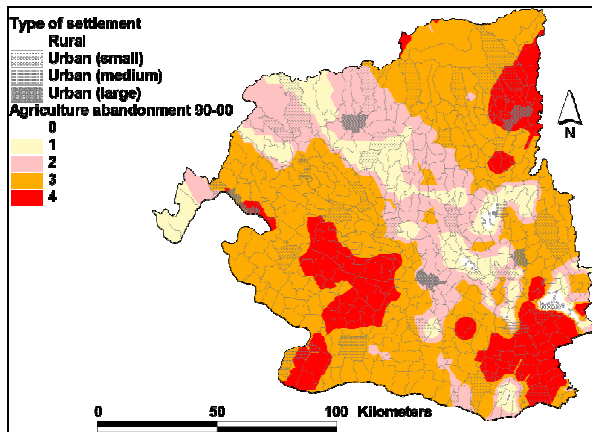 Type of settlement
Rural
Urban (small)
Urban (medium)
Urban (large)
Agriculture abandonment 90-00
0
1
2
3
4
N
0 50 100 Kilometers